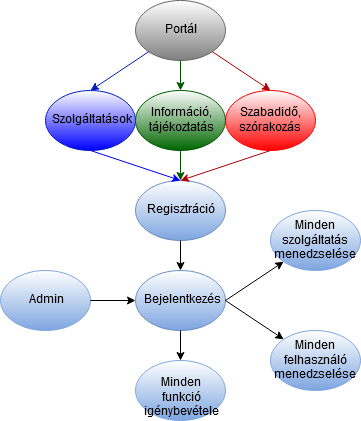 Portál
Szolgáltatások
Információ,
tájékoztatás
Szabadidő,
szórakozás
Regisztráció
Minden
szolgáltatás
menedzselése
Admin
Bejelentkezés
Minden
felhasználó
menedzselése
Minden
funkció
igénybevétele